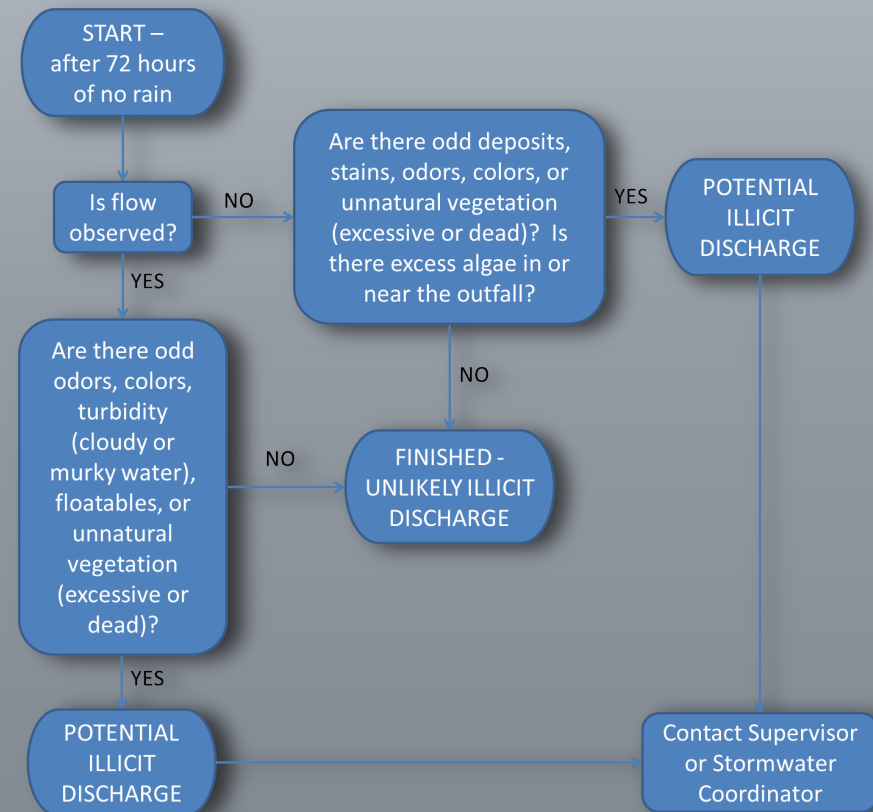 START –
after 72 hours
of no rain
Is flow
observed?
NO
Are there odd deposits,
stains, odors, colors, or
unnatural vegetation
(excessive or dead)?  Is
there excess algae in or
near the outfall?
YES
POTENTIAL
ILLICIT
DISCHARGE
YES
NO
Are there odd
odors, colors,
turbidity
(cloudy or
murky water),
floatables, or
unnatural
vegetation
(excessive or
dead)?
NO
FINISHED -
UNLIKELY ILLICIT
DISCHARGE
YES
POTENTIAL
ILLICIT
DISCHARGE
Contact Supervisor
or Stormwater
Coordinator